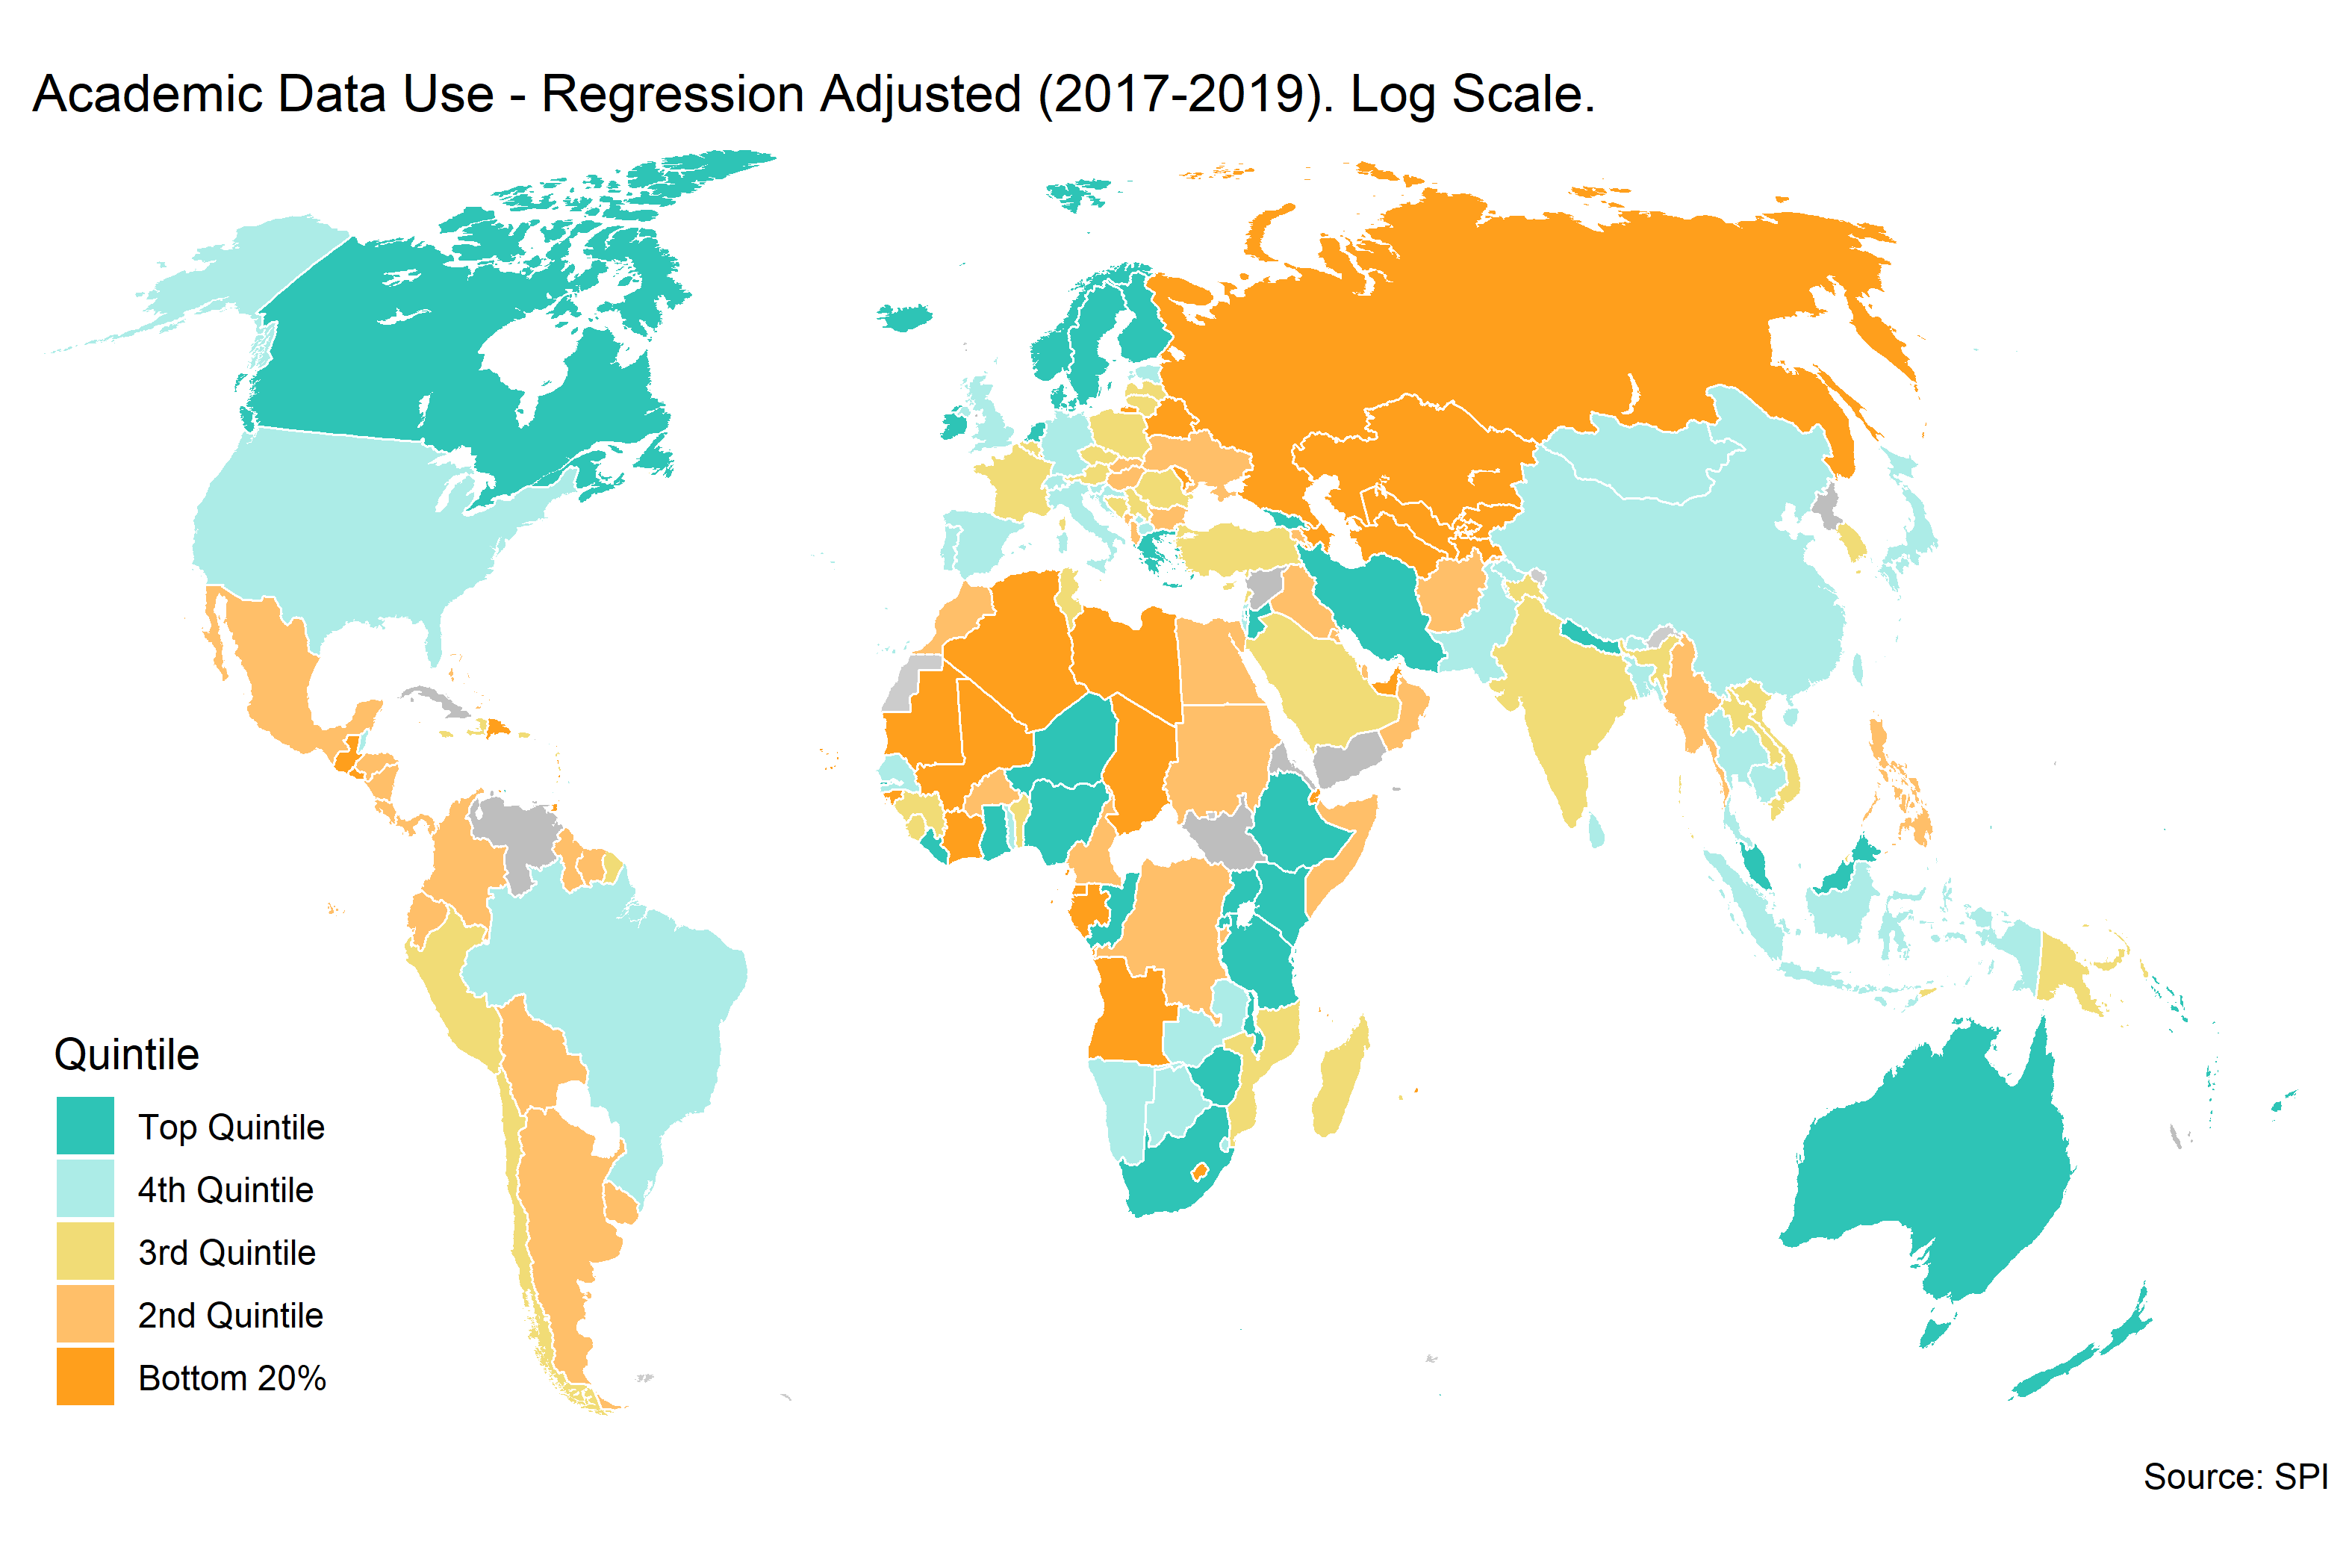 Academic Data Use - Regression Adjusted (2017-2019). Log Scale.
Quintile
Top Quintile
4th Quintile
3rd Quintile
2nd Quintile
Bottom 20%
Source: SPI